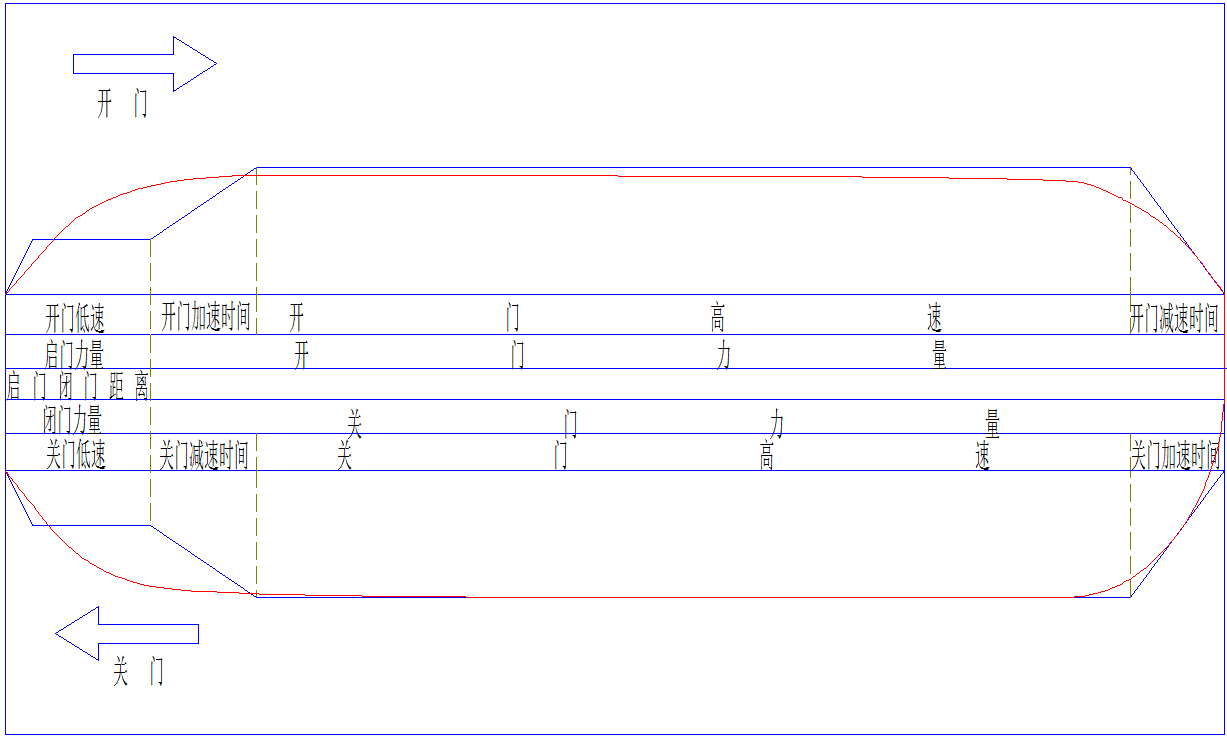 开 门
开门低速 开门加速时间 开 门 高 速 开门减速时间
启门力量 开 门 力 量
启 门 闭 门 距 离
闭门力量 关 门 力 量
关门低速 关门减速时间 关 门 高 速 关门加速时间
关 门